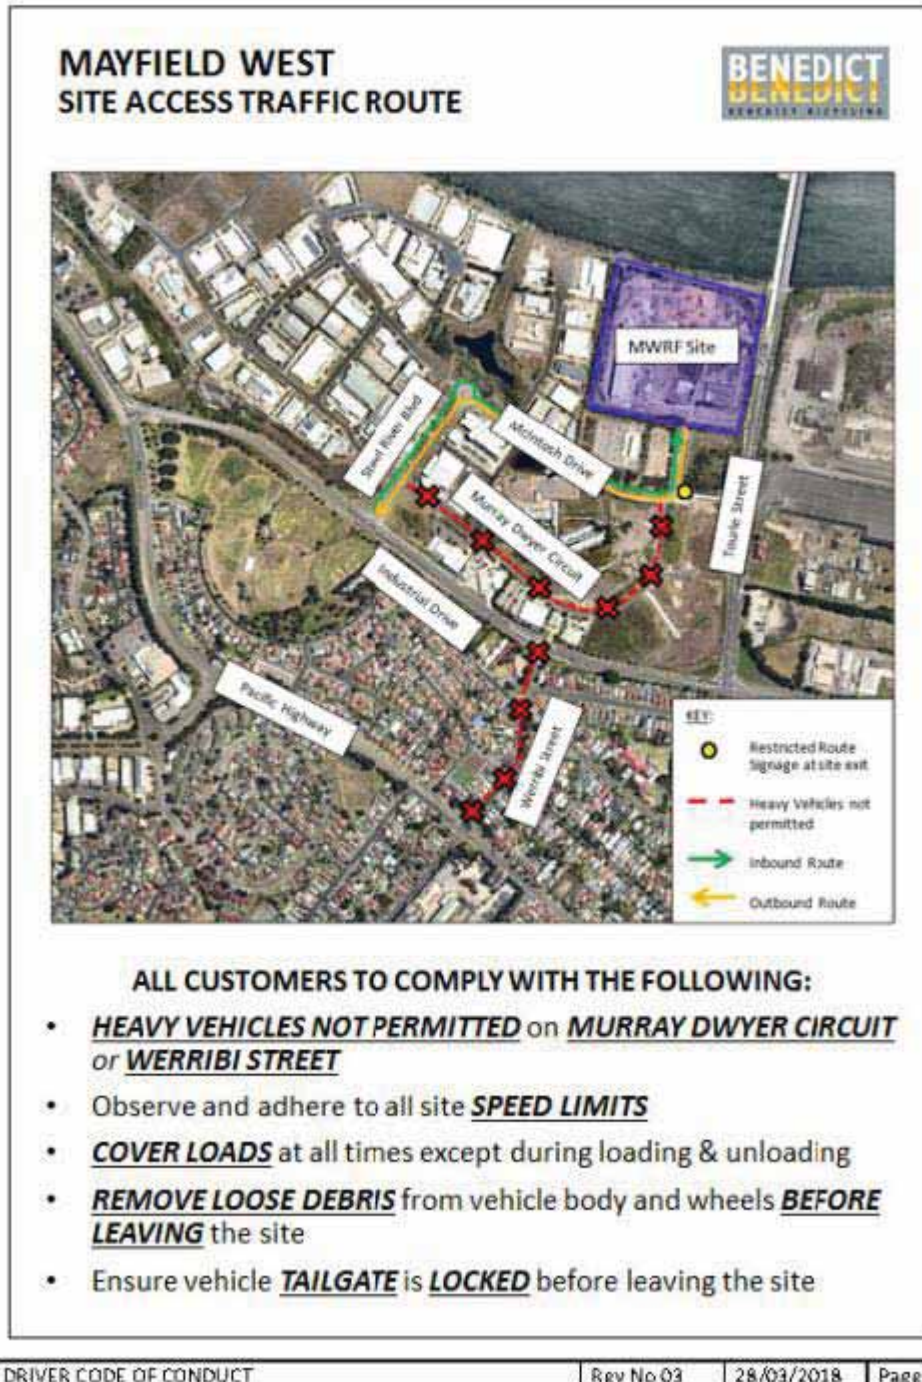 MAYFIELD WEST
SITE ACCESS TRAFFIC ROUTE
BENEDICT
BENEDICT
BENEDICT RECYCLING
MWRF Site
Steel River Blvd
McIntosh Drive
Murray Dwyer Circuit
Tourle Street
Industrial Drive
Pacific Highway
Werribi Street
KEY:
Restricted Route
Signage at site exit
Heavy Vehicles not
permitted
Inbound Route
Outbound Route
ALL CUSTOMERS TO COMPLY WITH THE FOLLOWING:
• HEAVY VEHICLES NOT PERMITTED on MURRAY DWYER CIRCUIT
or WERRIBI STREET
• Observe and adhere to all site SPEED LIMITS
• COVER LOADS at all times except during loading & unloading
• REMOVE LOOSE DEBRIS from vehicle body and wheels BEFORE
LEAVING the site
• Ensure vehicle TAILGATE is LOCKED before leaving the site
DRIVER CODE OF CONDUCT Rev No 03 28/03/2018 Page